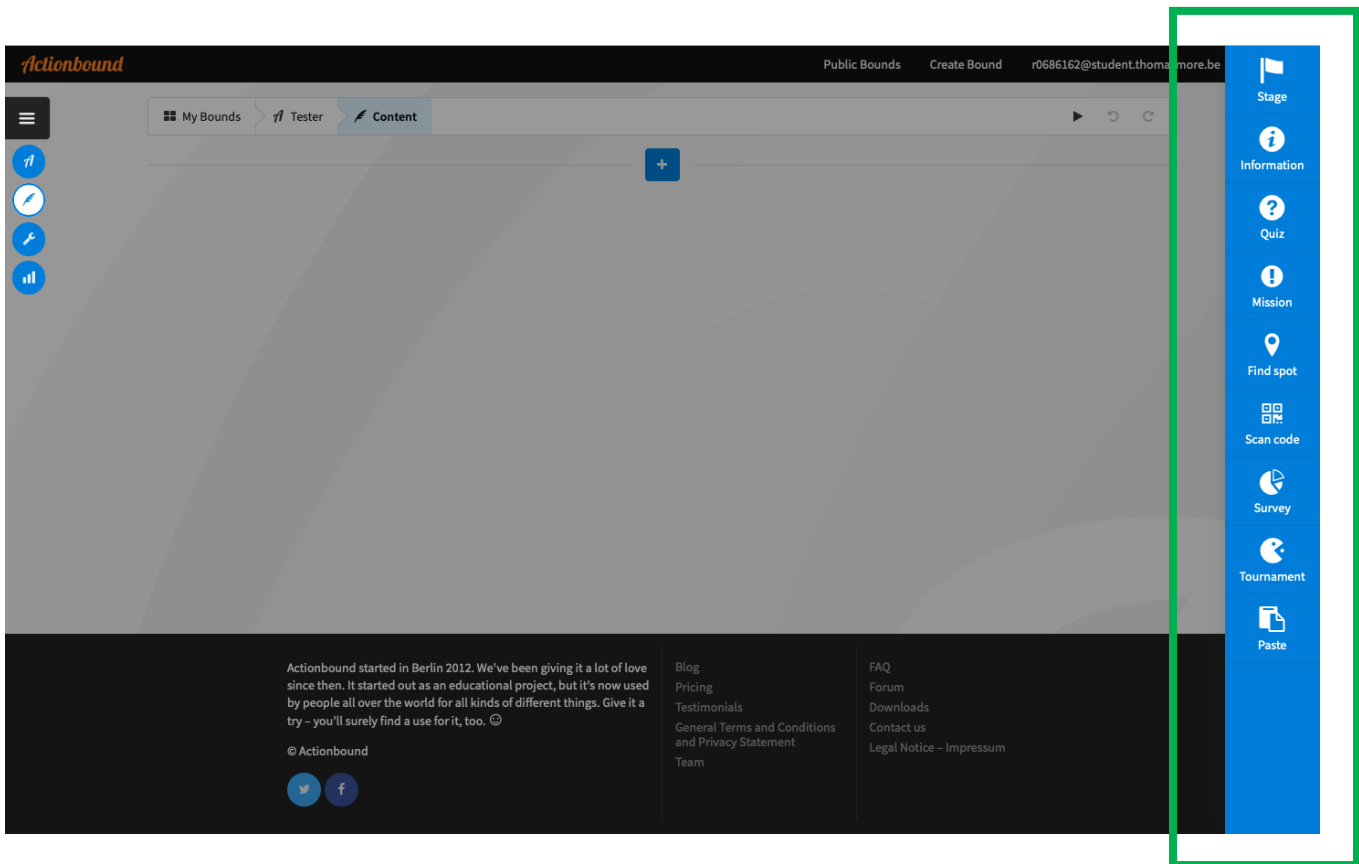 Actionbound
Public Bounds
Create Bound
My Bounds
Tester
Content
Stage
Information
Quiz
Mission
Find spot
Scan code
Survey
Tournament
Paste
Actionbound started in Berlin 2012. We've been giving it a lot of love
since then. It started out as an educational project, but it's now used
by people all over the world for all kinds of different things. Give it a
try – you'll surely find a use for it, too.
© Actionbound
Blog
Pricing
Testimonials
General Terms and Conditions
and Privacy Statement
Team
FAQ
Forum
Downloads
Contact us
Legal Notice – Impressum